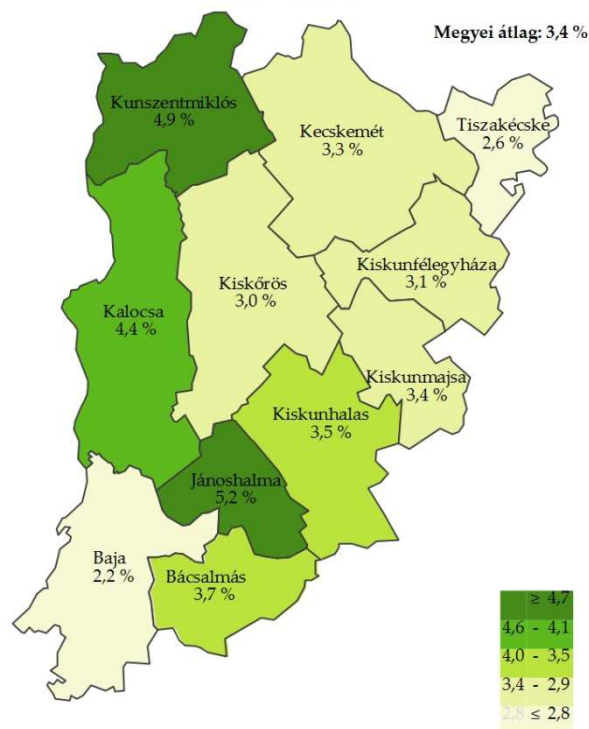 Megyei átlag: 3,4 %
Kunszentmiklós
4,9 %
Kecskemét
3,3 %
Tiszakécske
2,6 %
Kiskunfélegyháza
3,1 %
Kiskőrös
3,0 %
Kalocsa
4,4 %
Kiskunmajsa
3,4 %
Kiskunhalas
3,5 %
Jánoshalma
5,2 %
Baja
2,2 %
Bácsalmás
3,7 %
≥ 4,7
4,6 - 4,1
4,0 - 3,5
3,4 - 2,9
2,8 ≤ 2,8